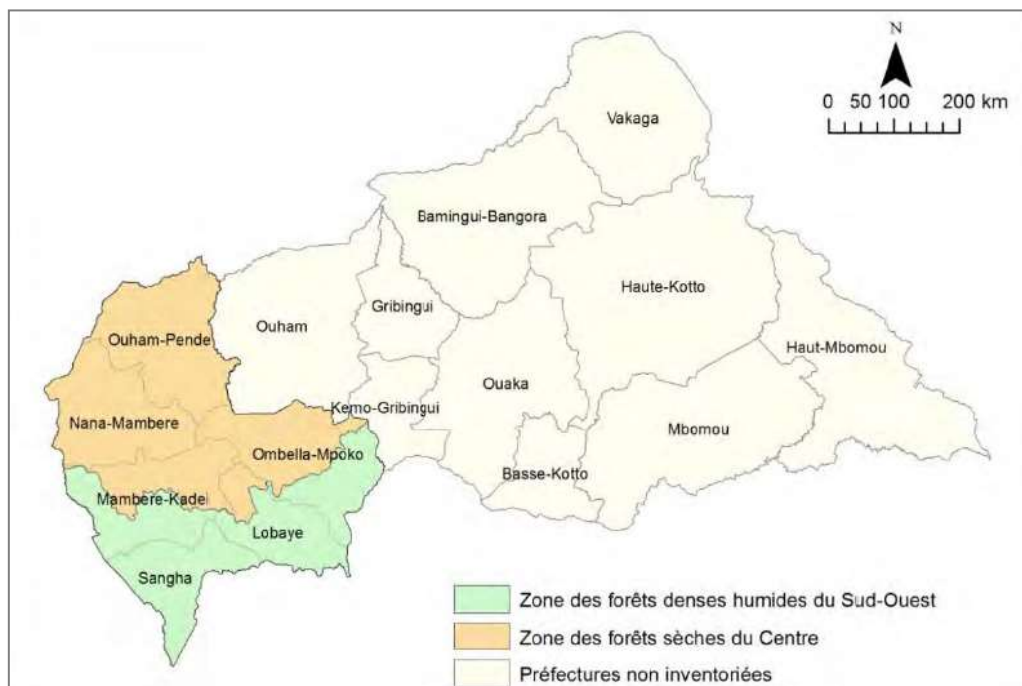 N
0 50 100 200 km
Vakaga
Bamingui-Bangora
Haute-Kotto
Gribingui
Ouham
Ouham-Pende
Haut-Mbomou
Ouaka
Kemo-Gribingui
Nana-Mambere
Mbomou
Ombella-Mpoko
Basse-Kotto
Mambere-Kadei
Lobaye
Sangha
Zone des forêts denses humides du Sud-Ouest
Zone des forêts sèches du Centre
Préfectures non inventoriées